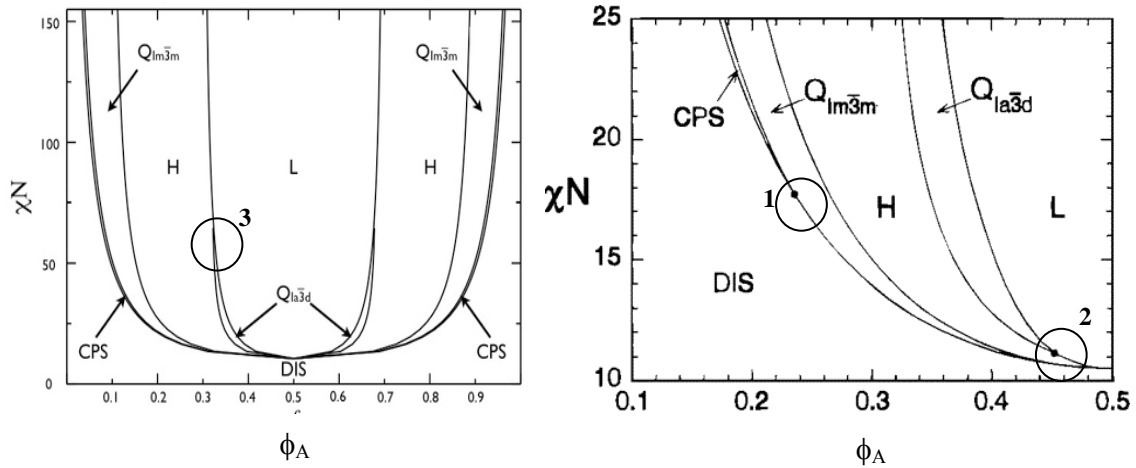 150
100
50
0
χN
Q_{Im3̄m}
Q_{Im3̄m}
H
L
H
3
Q_{Ia3̄d}
CPS
CPS
DIS
0.1 0.2 0.3 0.4 0.5 0.6 0.7 0.8 0.9
ϕ_A
25
20
15
10
χN
CPS
Q_{Im3̄m}
Q_{Ia3̄d}
1
H
L
DIS
2
0.1 0.2 0.3 0.4 0.5
ϕ_A